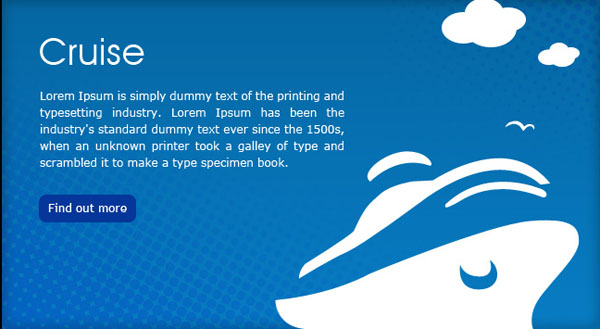 Cruise
Lorem Ipsum is simply dummy text of the printing and
typesetting industry. Lorem Ipsum has been the
industry's standard dummy text ever since the 1500s,
when an unknown printer took a galley of type and
scrambled it to make a type specimen book.
Find out more